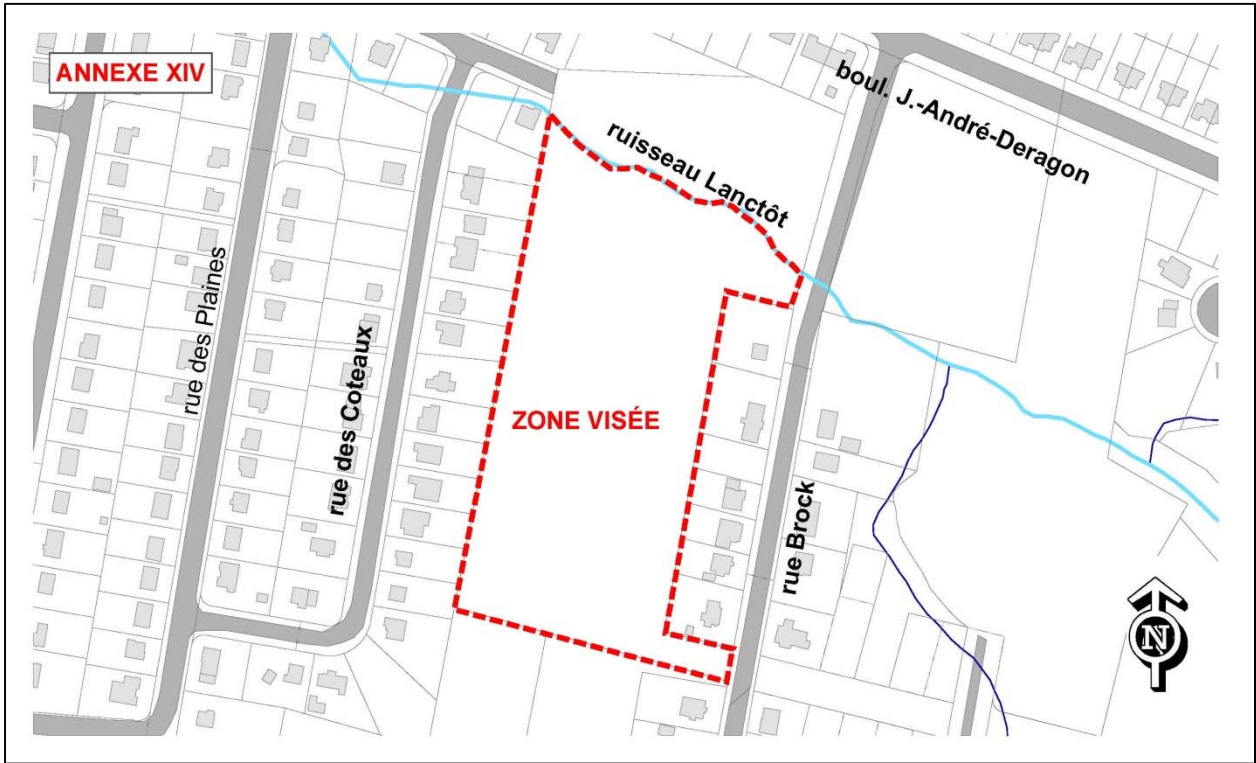 ANNEXE XIV
boul. J.-André-Deragon
ruisseau Lanctôt
rue des Plaines
rue des Coteaux
ZONE VISÉE
rue Brock
N